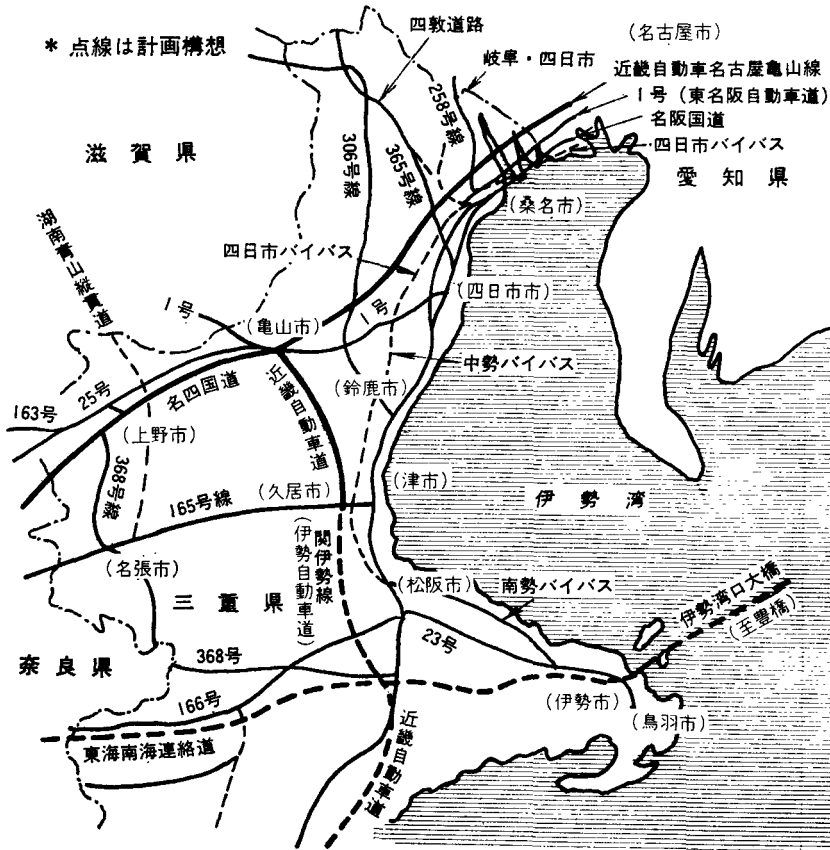 ＊ 点線は計画構想
四敦道路
(名古屋市)
岐阜・四日市
近畿自動車名古屋亀山線
1号（東名阪自動車道）
名阪国道
四日市バイバス
258号線
306号線
365号線
滋賀県
愛知県
(桑名市)
湖南青山縦貫道
四日市バイバス
(四日市市)
1号
(亀山市)
1号
中勢バイバス
近畿自動車道
(鈴鹿市)
名四国道
25号
163号
(上野市)
368号線
165号線
(久居市)
(津市)
伊勢湾
(名張市)
関伊勢線
(伊勢自動車道)
(松阪市)
南勢バイバス
伊勢湾口大橋
(至豊橋)
三重県
23号
奈良県
368号
166号
(伊勢市)
(鳥羽市)
東海南海連絡道
近畿自動車道